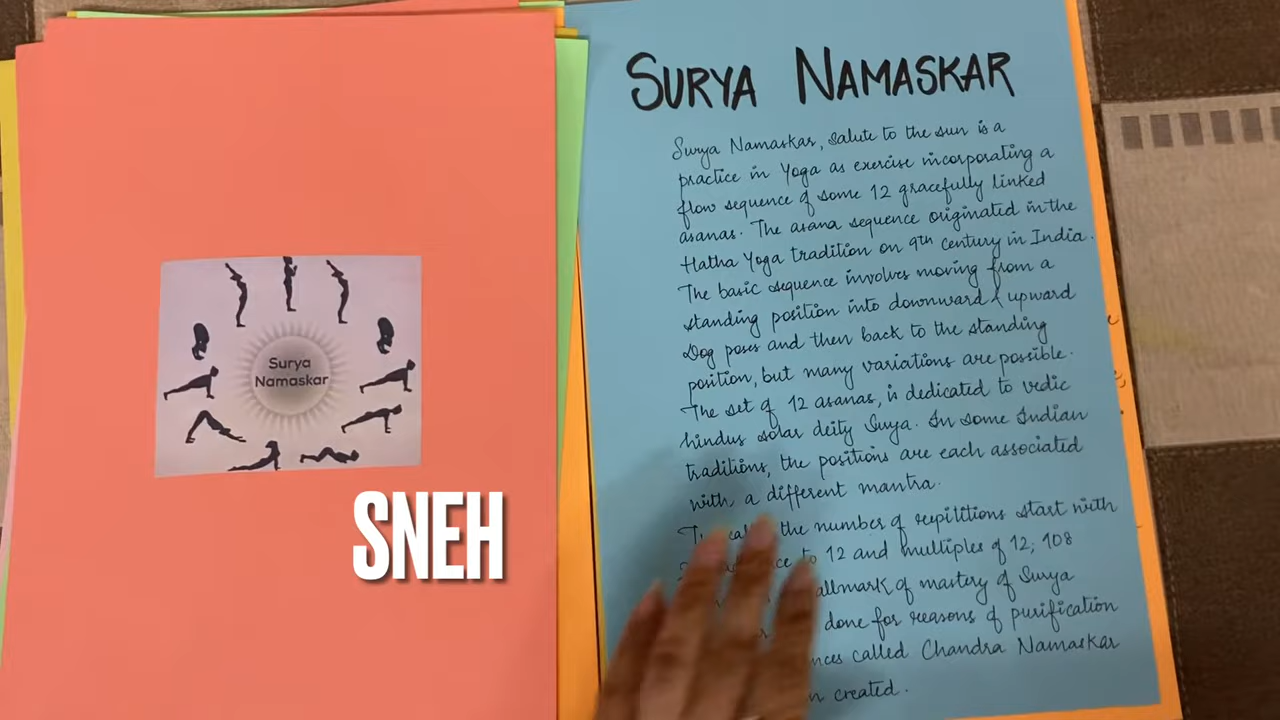 Surya
Namaskar
SNEH
SURYA NAMASKAR
Surya Namaskar, salute to the sun is a
practice in Yoga as exercise incorporating a
flow sequence of some 12 gracefully linked
asanas. The asana sequence originated in the
Hatha Yoga tradition on 9th century in India.
The basic sequence involves moving from a
standing position into downward & upward
Dog poses and then back to the standing
position, but many variations are possible.
The set of 12 asanas, is dedicated to vedic
hindus solar deity Surya. In some Indian
traditions, the positions are each associated
with a different mantra.
the number of repilitions start with
to 12 and multiples of 12; 108
allmark of mastery of Surya
done for reasons of purification
nces called Chandra Namaskar
n created.